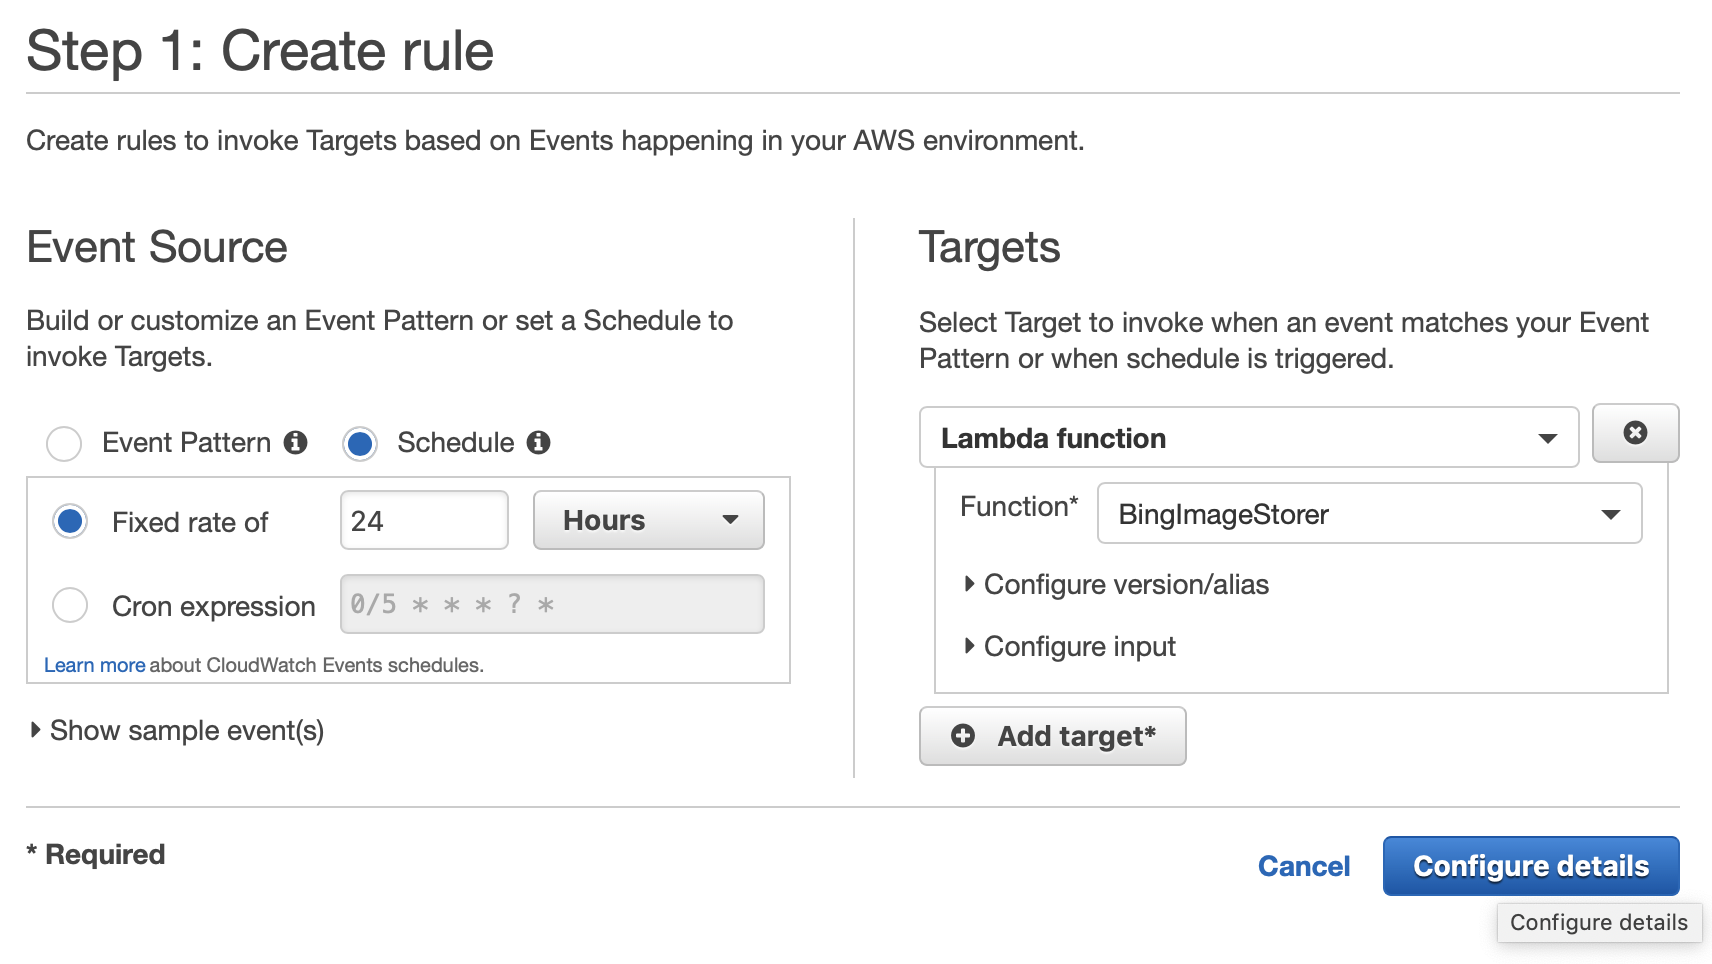 Step 1: Create rule
Create rules to invoke Targets based on Events happening in your AWS environment.
Event Source
Build or customize an Event Pattern or set a Schedule to
invoke Targets.
Event Pattern
Schedule
Fixed rate of
24
Hours
Cron expression
0/5 * * * ? *
Learn more about CloudWatch Events schedules.
Show sample event(s)
Targets
Select Target to invoke when an event matches your Event
Pattern or when schedule is triggered.
Lambda function
Function*
BingImageStorer
Configure version/alias
Configure input
Add target*
* Required
Cancel
Configure details
Configure details